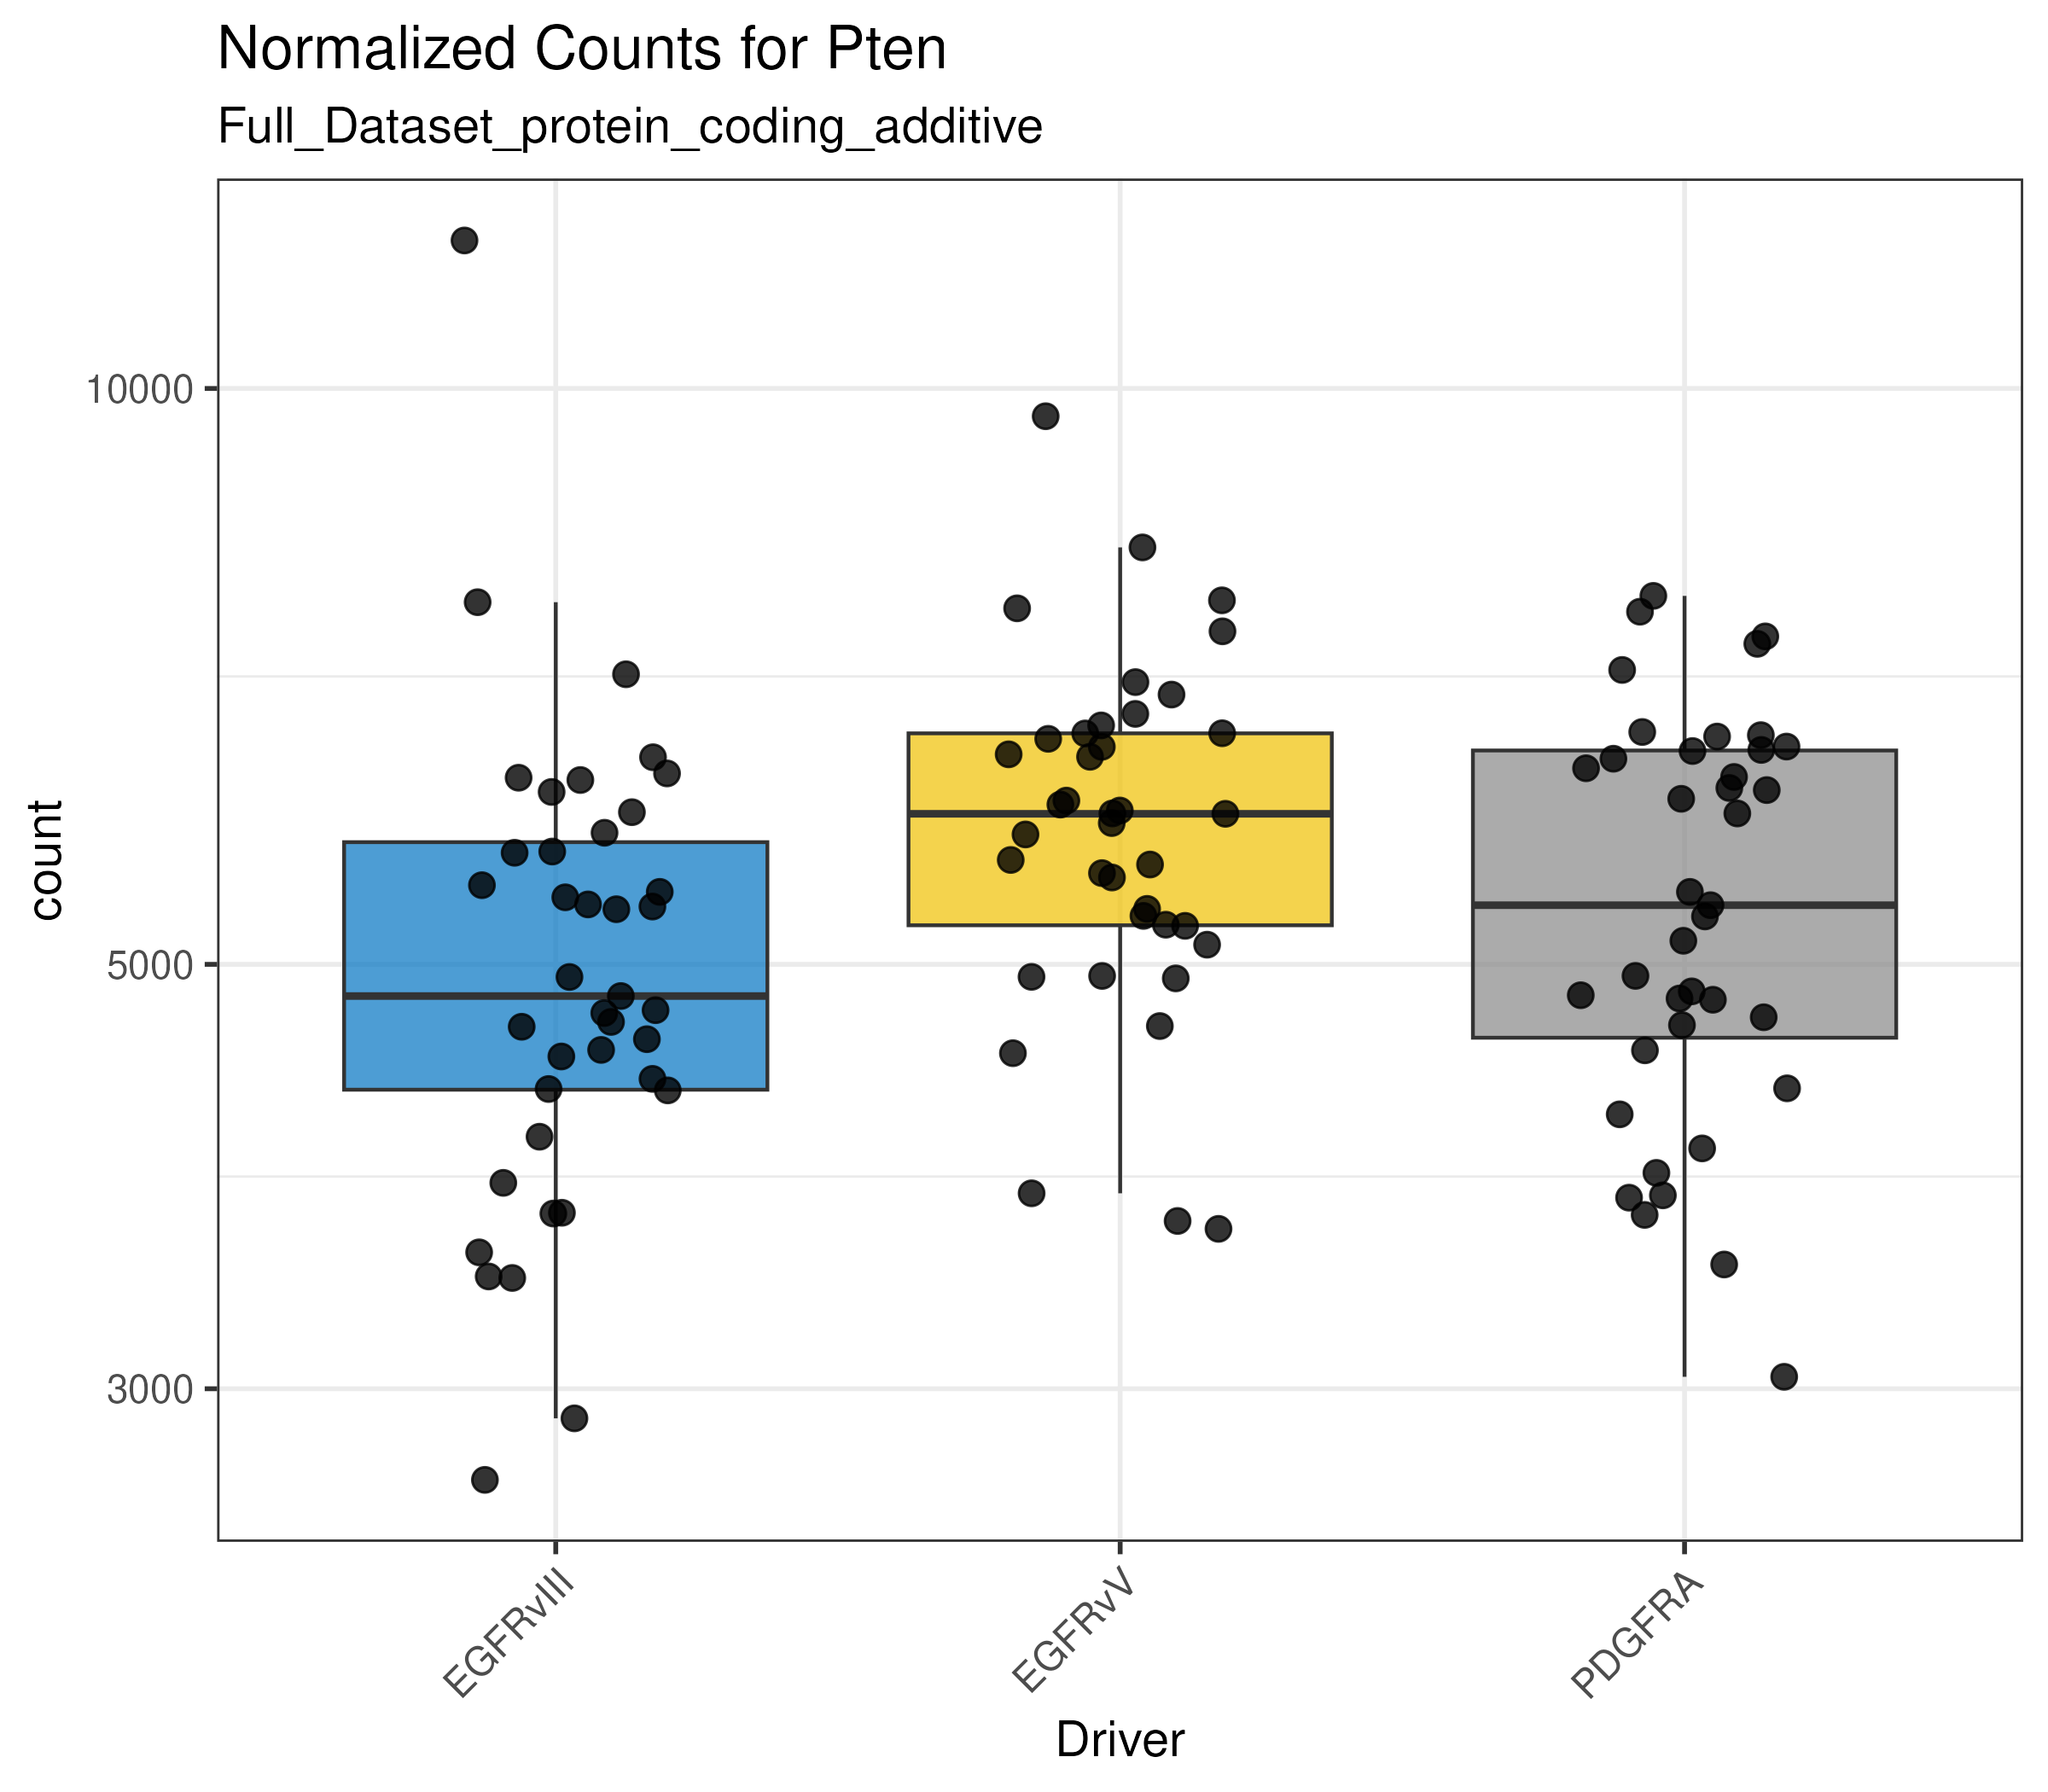 Normalized Counts for Pten
Full_Dataset_protein_coding_additive
count
10000
5000
3000
EGFRvIII
EGFRvV
PDGFRA
Driver